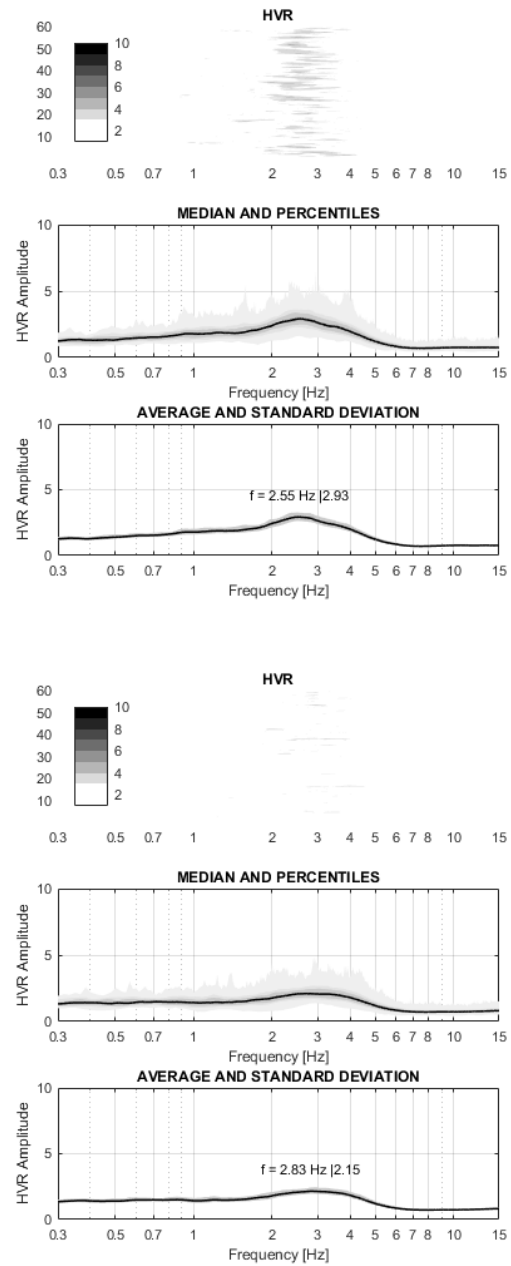 HVR
60
50
40
30
20
10
10
8
6
4
2
0.3 0.5 0.7 1 2 3 4 5 6 7 8 10 15
MEDIAN AND PERCENTILES
HVR Amplitude
10
5
0
0.3 0.5 0.7 1 2 3 4 5 6 7 8 10 15
Frequency [Hz]
AVERAGE AND STANDARD DEVIATION
HVR Amplitude
10
5
0
f = 2.55 Hz |2.93
0.3 0.5 0.7 1 2 3 4 5 6 7 8 10 15
Frequency [Hz]
HVR
60
50
40
30
20
10
10
8
6
4
2
0.3 0.5 0.7 1 2 3 4 5 6 7 8 10 15
MEDIAN AND PERCENTILES
HVR Amplitude
10
5
0
0.3 0.5 0.7 1 2 3 4 5 6 7 8 10 15
Frequency [Hz]
AVERAGE AND STANDARD DEVIATION
HVR Amplitude
10
5
0
f = 2.83 Hz |2.15
0.3 0.5 0.7 1 2 3 4 5 6 7 8 10 15
Frequency [Hz]